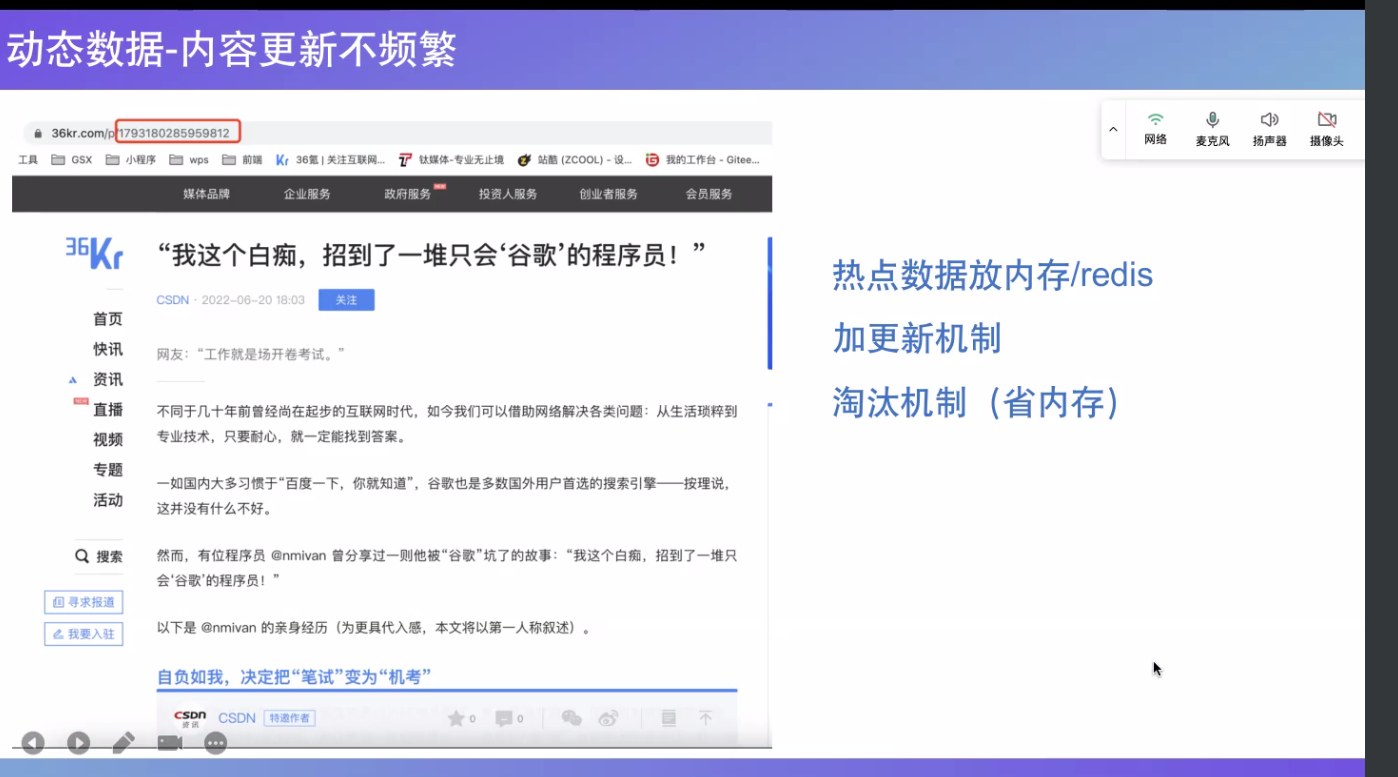 动态数据-内容更新不频繁
36kr.com/p/1793180285959812
工具 GSX 小程序 wps 前端 36氪 | 关注互联网... 钛媒体-专业无止境 站酷 (ZCOOL) - 设... 我的工作台 - Gitee...
媒体品牌 企业服务 政府服务 NEW 投资人服务 创业者服务 会员服务
36Kr
首页
快讯
资讯
NEW 直播
视频
专题
活动
搜索
寻求报道
我要入驻
“我这个白痴，招到了一堆只会‘谷歌’的程序员！”
CSDN · 2022-06-20 18:03 关注
网友：“工作就是场开卷考试。”
不同于几十年前曾经尚在起步的互联网时代，如今我们可以借助网络解决各类问题：从生活琐粹到
专业技术，只要耐心，就一定能找到答案。
一如国内大多习惯于“百度一下，你就知道”，谷歌也是多数国外用户首选的搜索引擎——按理说，
这并没有什么不好。
然而，有位程序员 @nmivan 曾分享过一则他被“谷歌”坑了的故事：“我这个白痴，招到了一堆只
会‘谷歌’的程序员！”
以下是 @nmivan 的亲身经历（为更具代入感，本文将以第一人称叙述）。
自负如我，决定把“笔试”变为“机考”
CSDN
资讯
CSDN 特邀作者 0 0
热点数据放内存/redis
加更新机制
淘汰机制（省内存）
网络 麦克风 扬声器 摄像头